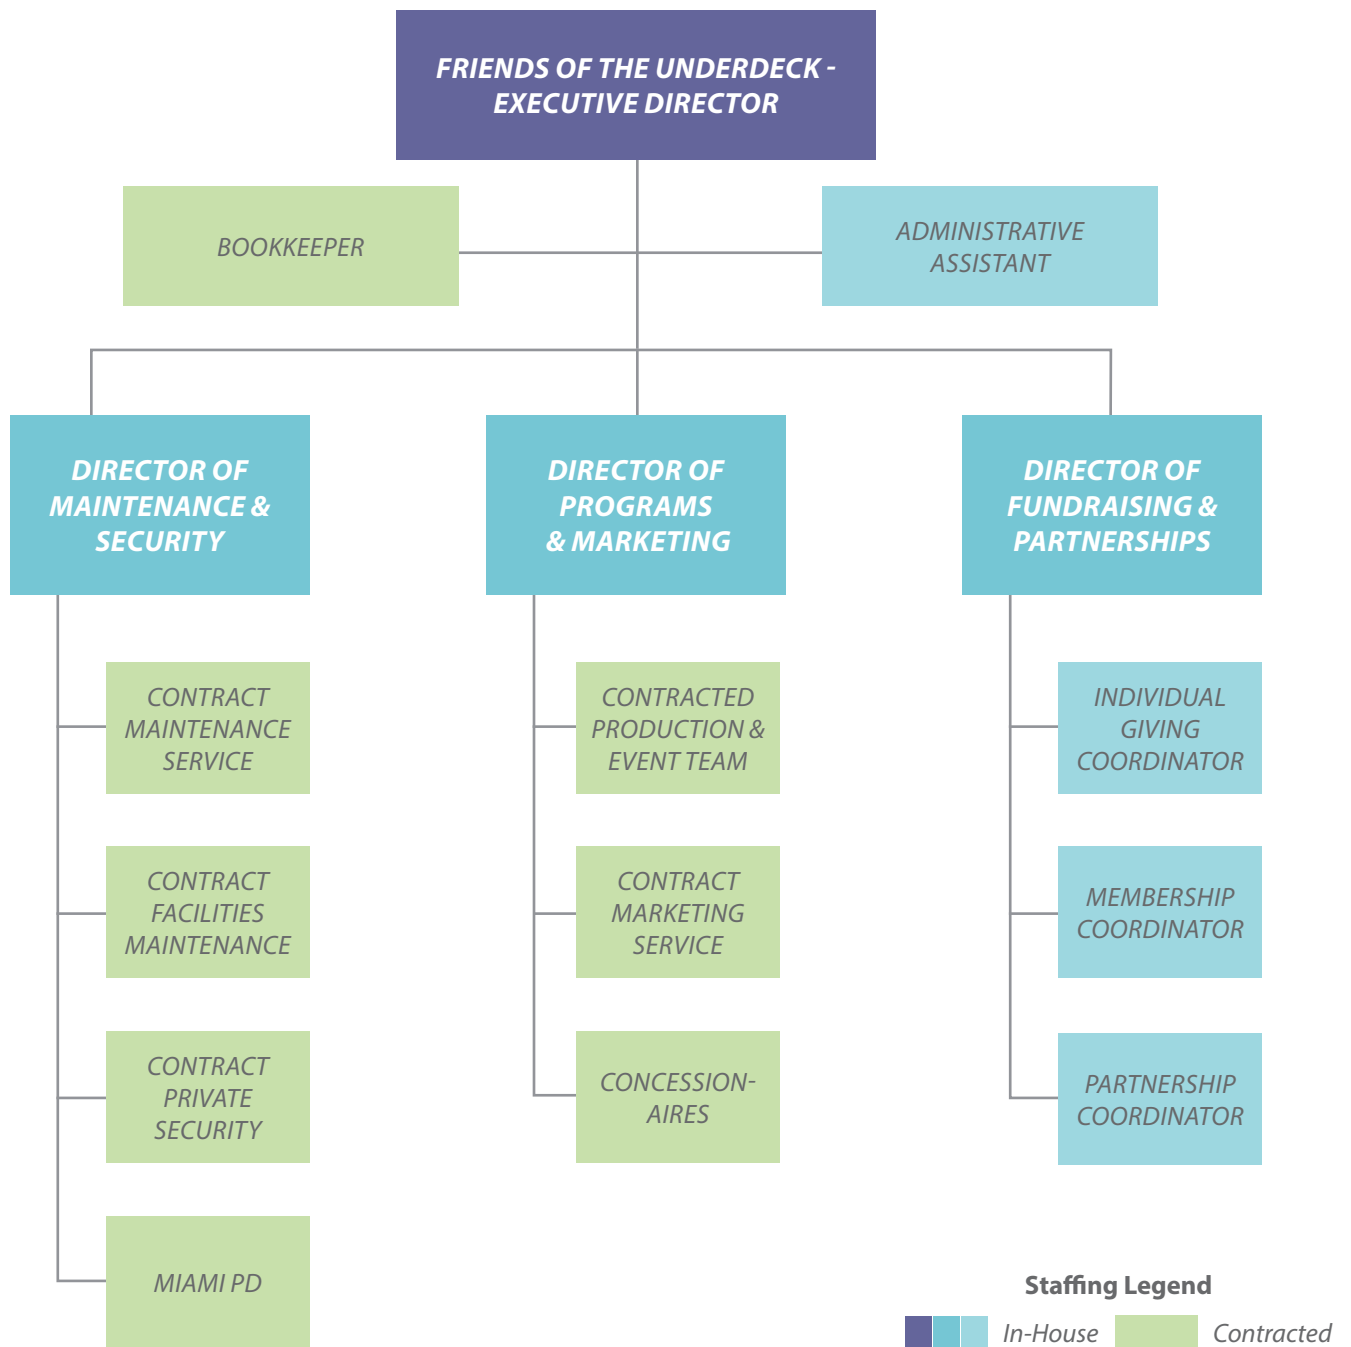 FRIENDS OF THE UNDERDECK -
EXECUTIVE DIRECTOR
BOOKKEEPER
ADMINISTRATIVE
ASSISTANT
DIRECTOR OF
MAINTENANCE &
SECURITY
DIRECTOR OF
PROGRAMS
& MARKETING
DIRECTOR OF
FUNDRAISING &
PARTNERSHIPS
CONTRACT
MAINTENANCE
SERVICE
CONTRACT
FACILITIES
MAINTENANCE
CONTRACT
PRIVATE
SECURITY
MIAMI PD
CONTRACTED
PRODUCTION &
EVENT TEAM
CONTRACT
MARKETING
SERVICE
CONCESSION-
AIRES
INDIVIDUAL
GIVING
COORDINATOR
MEMBERSHIP
COORDINATOR
PARTNERSHIP
COORDINATOR
Staffing Legend
In-House
Contracted